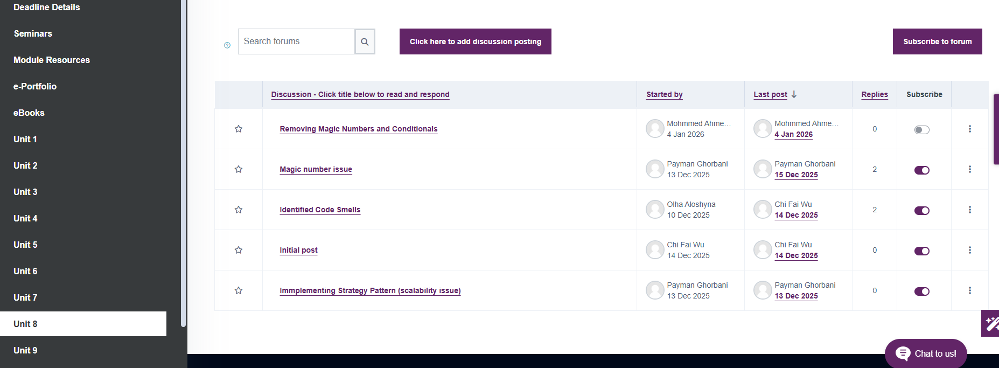 Deadline Details
Seminars
Module Resources
e-Portfolio
eBooks
Unit 1
Unit 2
Unit 3
Unit 4
Unit 5
Unit 6
Unit 7
Unit 8
Unit 9
Search forums
Click here to add discussion posting
Subscribe to forum
Discussion - Click title below to read and respond
Started by
Last post
Replies
Subscribe
Removing Magic Numbers and Conditionals
Mohmmed Ahme...
4 Jan 2026
Mohmmed Ahme...
4 Jan 2026
0
Magic number issue
Payman Ghorbani
13 Dec 2025
Payman Ghorbani
15 Dec 2025
2
Identified Code Smells
Olha Aloshyna
10 Dec 2025
Chi Fai Wu
14 Dec 2025
2
Initial post
Chi Fai Wu
14 Dec 2025
Chi Fai Wu
14 Dec 2025
0
Immplementing Strategy Pattern (scalability issue)
Payman Ghorbani
13 Dec 2025
Payman Ghorbani
13 Dec 2025
0
Chat to us!